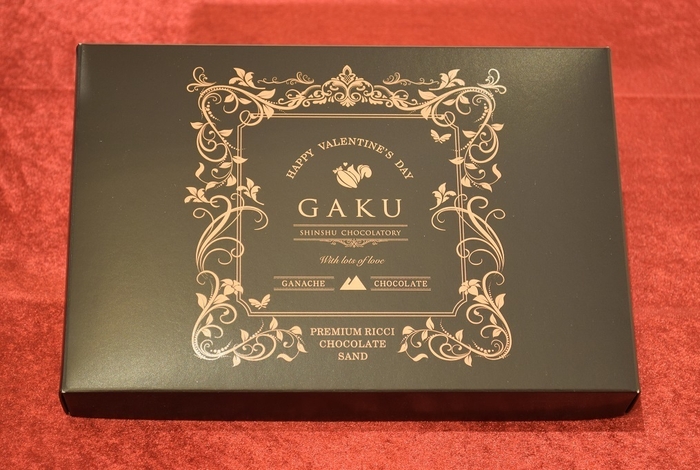 HAPPY VALENTINE'S DAY
GAKU
SHINSHU CHOCOLATORY
With lots of love
GANACHE CHOCOLATE
PREMIUM RICCI
CHOCOLATE
SAND